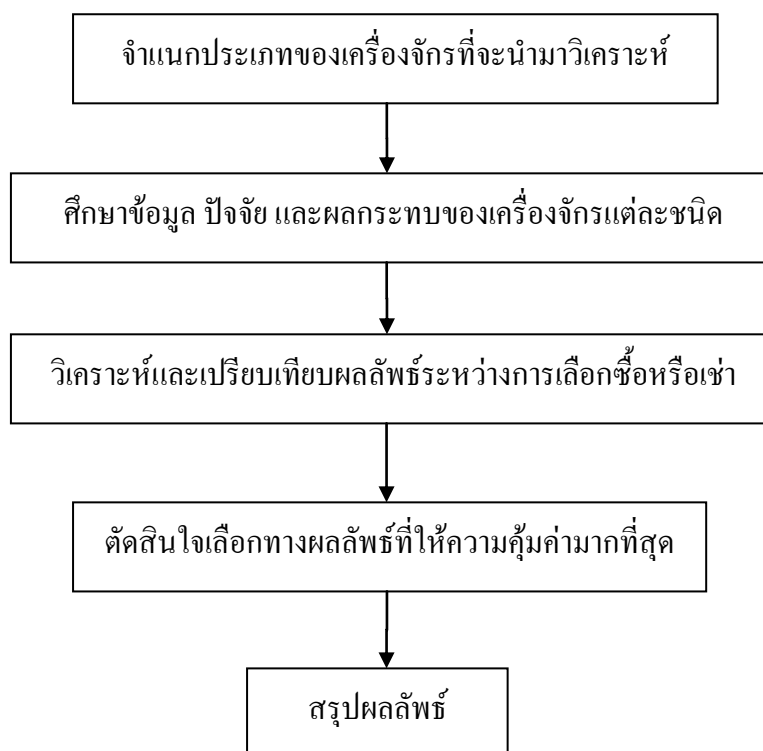 จำแนกประเภทของเครื่องจักรที่จะนำมาวิเคราะห์
ศึกษาข้อมูล ปัจจัย และผลกระทบของเครื่องจักรแต่ละชนิด
วิเคราะห์และเปรียบเทียบผลลัพธ์ระหว่างการเลือกซื้อหรือเช่า
ตัดสินใจเลือกทางผลลัพธ์ที่ให้ความคุ้มค่ามากที่สุด
สรุปผลลัพธ์